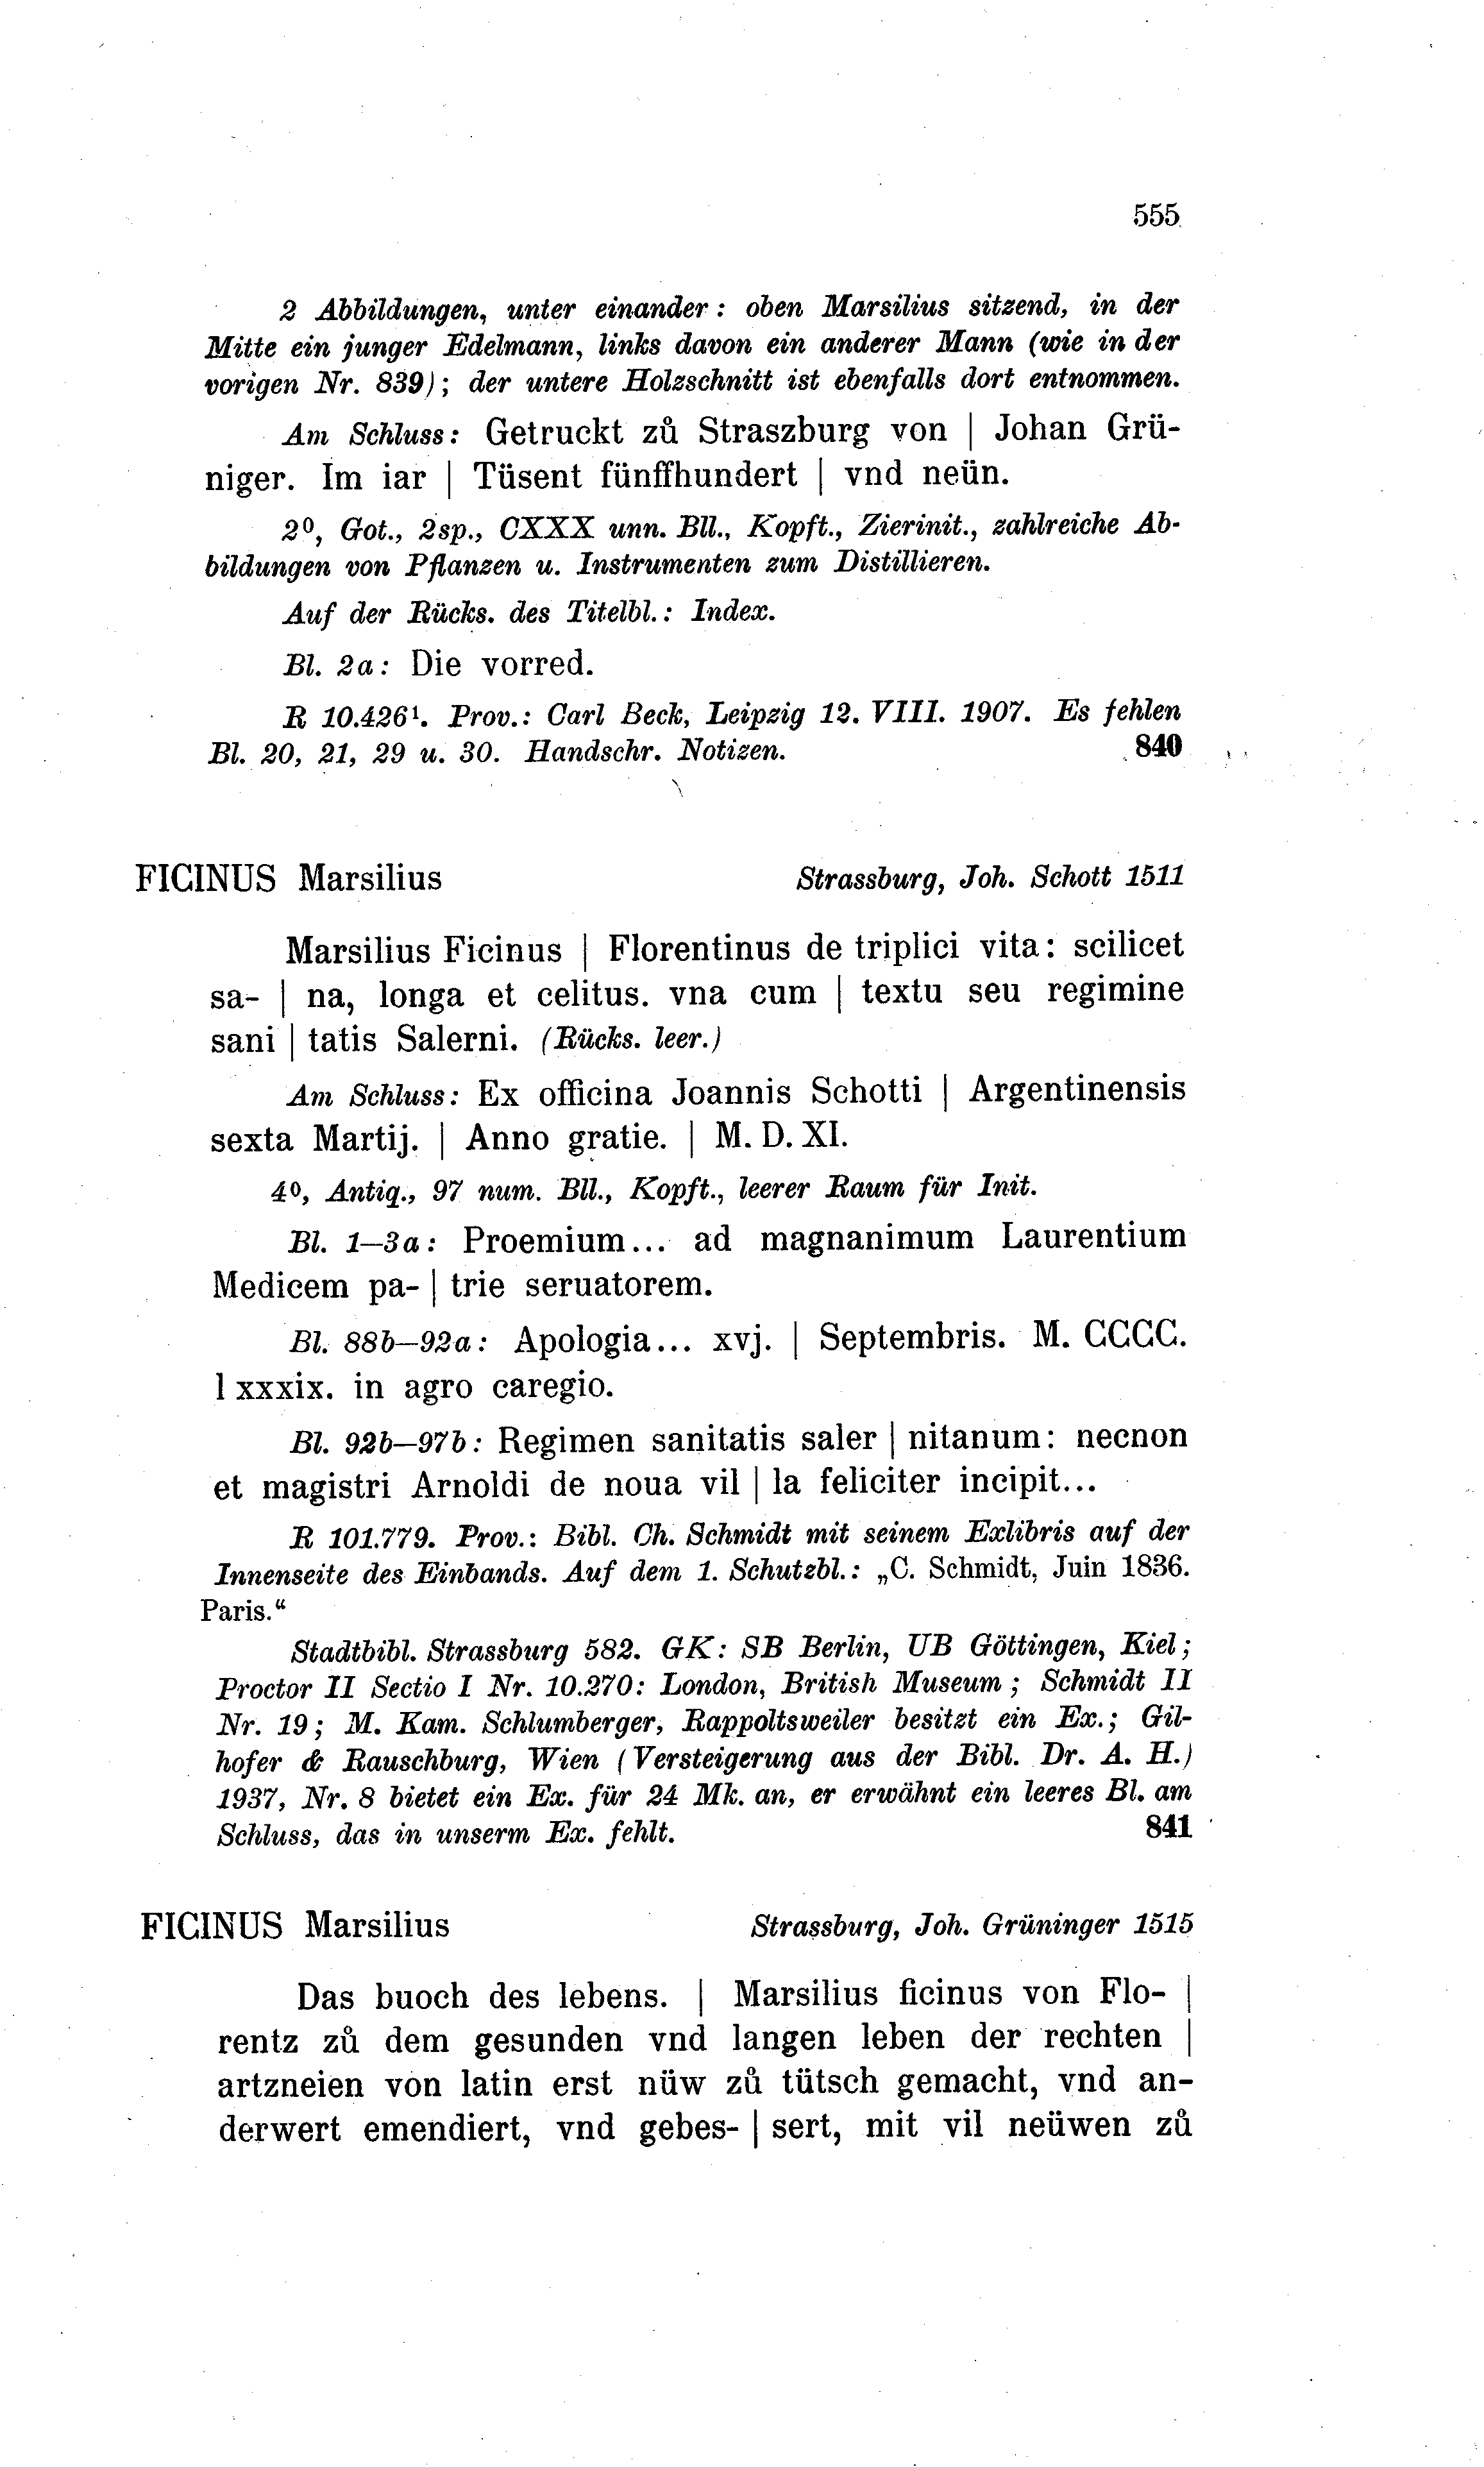 555
2 Abbildungen, unter einander: oben Marsilius sitzend, in der
Mitte ein junger Edelmann, links davon ein anderer Mann (wie in der
vorigen Nr. 839); der untere Holzschnitt ist ebenfalls dort entnommen.
Am Schluss: Getruckt zů Straszburg von | Johan Grü-
niger. Im iar | Tüsent fünffhundert | vnd neün.
2⁰, Got., 2sp., CXXX unn. Bll., Kopft., Zierinit., zahlreiche Ab-
bildungen von Pflanzen u. Instrumenten zum Distillieren.
Auf der Rücks. des Titelbl.: Index.
Bl. 2a: Die vorred.
R 10.426¹. Prov.: Carl Beck, Leipzig 12. VIII. 1907. Es fehlen
Bl. 20, 21, 29 u. 30. Handschr. Notizen. 840
FICINUS Marsilius Strassburg, Joh. Schott 1511
Marsilius Ficinus | Florentinus de triplici vita: scilicet
sa- | na, longa et celitus. vna cum | textu seu regimine
sani | tatis Salerni. (Rücks. leer.)
Am Schluss: Ex officina Joannis Schotti | Argentinensis
sexta Martij. | Anno gratie. | M. D. XI.
4⁰, Antiq., 97 num. Bll., Kopft., leerer Raum für Init.
Bl. 1—3a: Proemium... ad magnanimum Laurentium
Medicem pa- | trie seruatorem.
Bl. 88b—92a: Apologia... xvj. | Septembris. M. CCCC.
l xxxix. in agro caregio.
Bl. 92b—97b: Regimen sanitatis saler | nitanum: necnon
et magistri Arnoldi de noua vil | la feliciter incipit...
R 101.779. Prov.: Bibl. Ch. Schmidt mit seinem Exlibris auf der
Innenseite des Einbands. Auf dem 1. Schutzbl.: „C. Schmidt, Juin 1836.
Paris.“
Stadtbibl. Strassburg 582. GK: SB Berlin, UB Göttingen, Kiel;
Proctor II Sectio I Nr. 10.270: London, British Museum; Schmidt II
Nr. 19; M. Kam. Schlumberger, Rappoltsweiler besitzt ein Ex.; Gil-
hofer & Rauschburg, Wien (Versteigerung aus der Bibl. Dr. A. H.)
1937, Nr. 8 bietet ein Ex. für 24 Mk. an, er erwähnt ein leeres Bl. am
Schluss, das in unserm Ex. fehlt. 841
FICINUS Marsilius Strassburg, Joh. Grüninger 1515
Das buoch des lebens. | Marsilius ficinus von Flo- |
rentz zů dem gesunden vnd langen leben der rechten |
artzneien von latin erst nüw zů tütsch gemacht, vnd an-
derwert emendiert, vnd gebes- | sert, mit vil neüwen zů